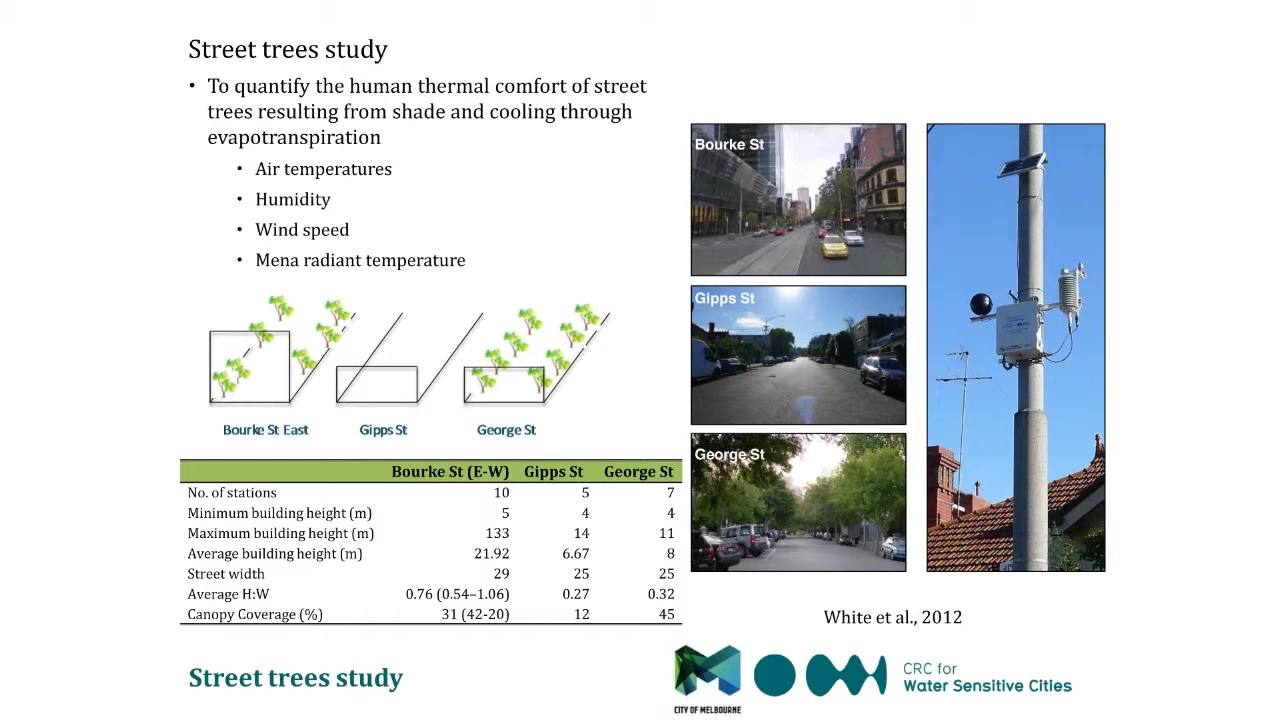 Street trees study
• To quantify the human thermal comfort of street
trees resulting from shade and cooling through
evapotranspiration
• Air temperatures
• Humidity
• Wind speed
• Mena radiant temperature
Bourke St East Gipps St George St
Bourke St (E-W) Gipps St George St
No. of stations 10 5 7
Minimum building height (m) 5 4 4
Maximum building height (m) 133 14 11
Average building height (m) 21.92 6.67 8
Street width 29 25 25
Average H:W 0.76 (0.54–1.06) 0.27 0.32
Canopy Coverage (%) 31 (42-20) 12 45
Bourke St
Gipps St
George St
White et al., 2012
Street trees study
CITY OF MELBOURNE
CRC for
Water Sensitive Cities